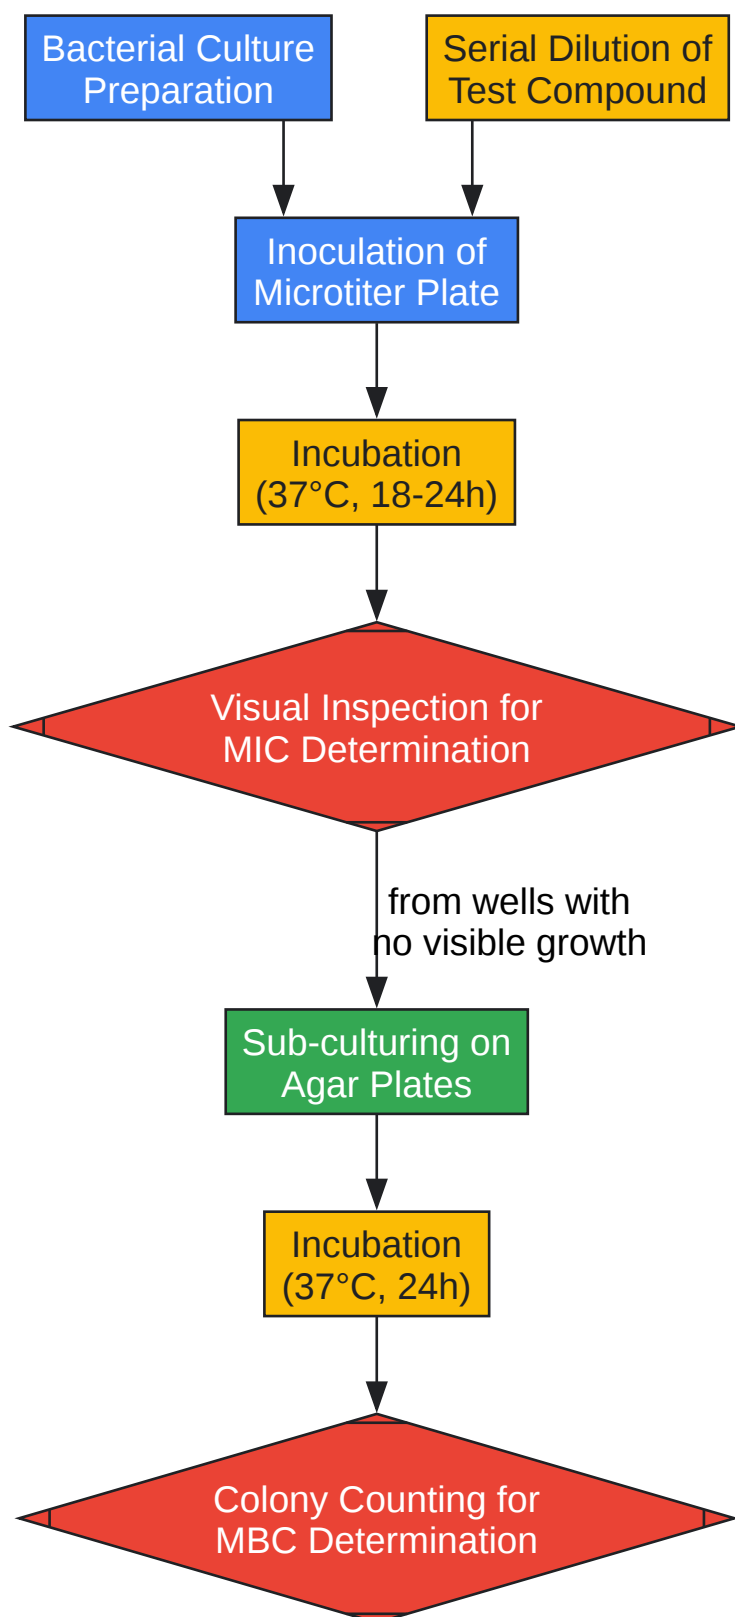 Bacterial Culture
Preparation
Serial Dilution of
Test Compound
Inoculation of
Microtiter Plate
Incubation
(37°C, 18-24h)
Visual Inspection for
MIC Determination
from wells with
no visible growth
Sub-culturing on
Agar Plates
Incubation
(37°C, 24h)
Colony Counting for
MBC Determination